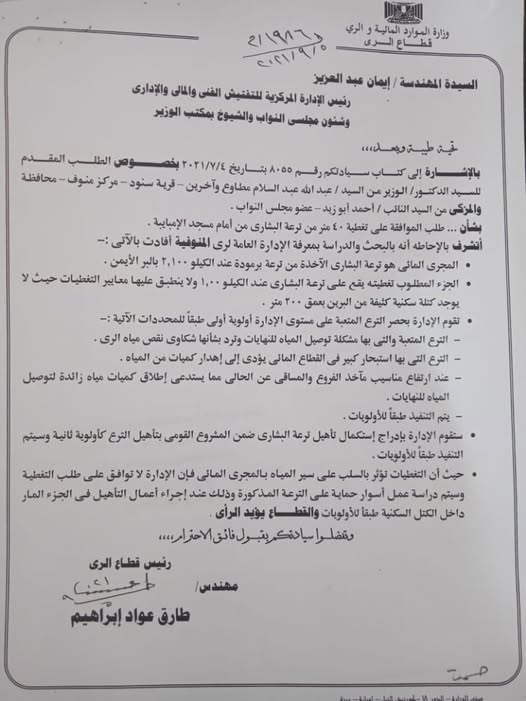 وزارة الموارد المائية والري
قطاع الرى
٢٠٢١/٩/٥
السيدة المهندسة / إيمان عبد العزيز
رئيس الإدارة المركزية للتفتيش الفنى والمالى والإدارى
وشئون مجلسى النواب والشيوخ بمكتب الوزير
تحية طيبة وبعد ،،،،
بالإشارة إلى كتاب سيادتكم رقم ٨٠٥٥ بتاريخ ٢٠٢١/٧/٤ بخصوص الطلب المقدم
للسيد الدكتور/ الوزير من السيد / عبد الله عبد السلام مطاوع وآخرين – قرية سنود – مركز منوف – محافظة
والمزكى من السيد النائب / أحمد أبو زيد – عضو مجلس النواب .
بشأن ... طلب الموافقة على تغطية ٤٠ متر من ترعة البشارى من أمام مسجد الإمبابية .
أتشرف بالإحاطه أنه بالبحث والدراسة بمعرفة الإدارة العامة لرى المنوفية أفادت بالآتى :-
• المجرى المائى هو ترعة البشارى الآخذة من ترعة برمودة عند الكيلو ٢,١٠٠ بالبر الأيمن .
• الجزء المطلوب تغطيته يقع على ترعة البشارى عند الكيلو ١,٠٠ ولا ينطبق عليها معايير التغطيات حيث لا
يوجد كتلة سكنية كثيفة من البرين بعمق ٢٠٠ متر .
• تقوم الإدارة بحصر الترع المتعبة على مستوى الإدارة أولوية أولى طبقاً للمحددات الآتية :-
– الترع المتعبة والتى بها مشكلة توصيل المياه للنهايات وترد بشأنها شكاوى نقص مياه الرى .
– الترع التى بها استبحار كبير فى القطاع المائى يؤدى إلى إهدار كميات من المياه .
– عند ارتفاع مناسيب مآخذ الفروع والمساقى عن الحالى مما يستدعى إطلاق كميات مياه زائدة لتوصيل
المياه للنهايات .
– يتم التنفيذ طبقاً للأولويات .
• ستقوم الإدارة بإدراج إستكمال تأهيل ترعة البشارى ضمن المشروع القومى بتأهيل الترع كأولوية ثانية وسيتم
التنفيذ طبقاً للأولويات .
• حيث أن التغطيات تؤثر بالسلب على سير المياه بالمجرى المائى فإن الإدارة لا توافق على طلب التغطية
وسيتم دراسة عمل أسوار حماية على الترعة المذكورة وذلك عند إجراء أعمال التأهيل فى الجزء المار
داخل الكتل السكنية طبقاً للأولويات والقطاع يؤيد الرأى .
وتفضلوا سيادتكم بقبول فائق الاحترام ،،،،
رئيس قطاع الرى
مهندس/
طارق عواد إبراهيم